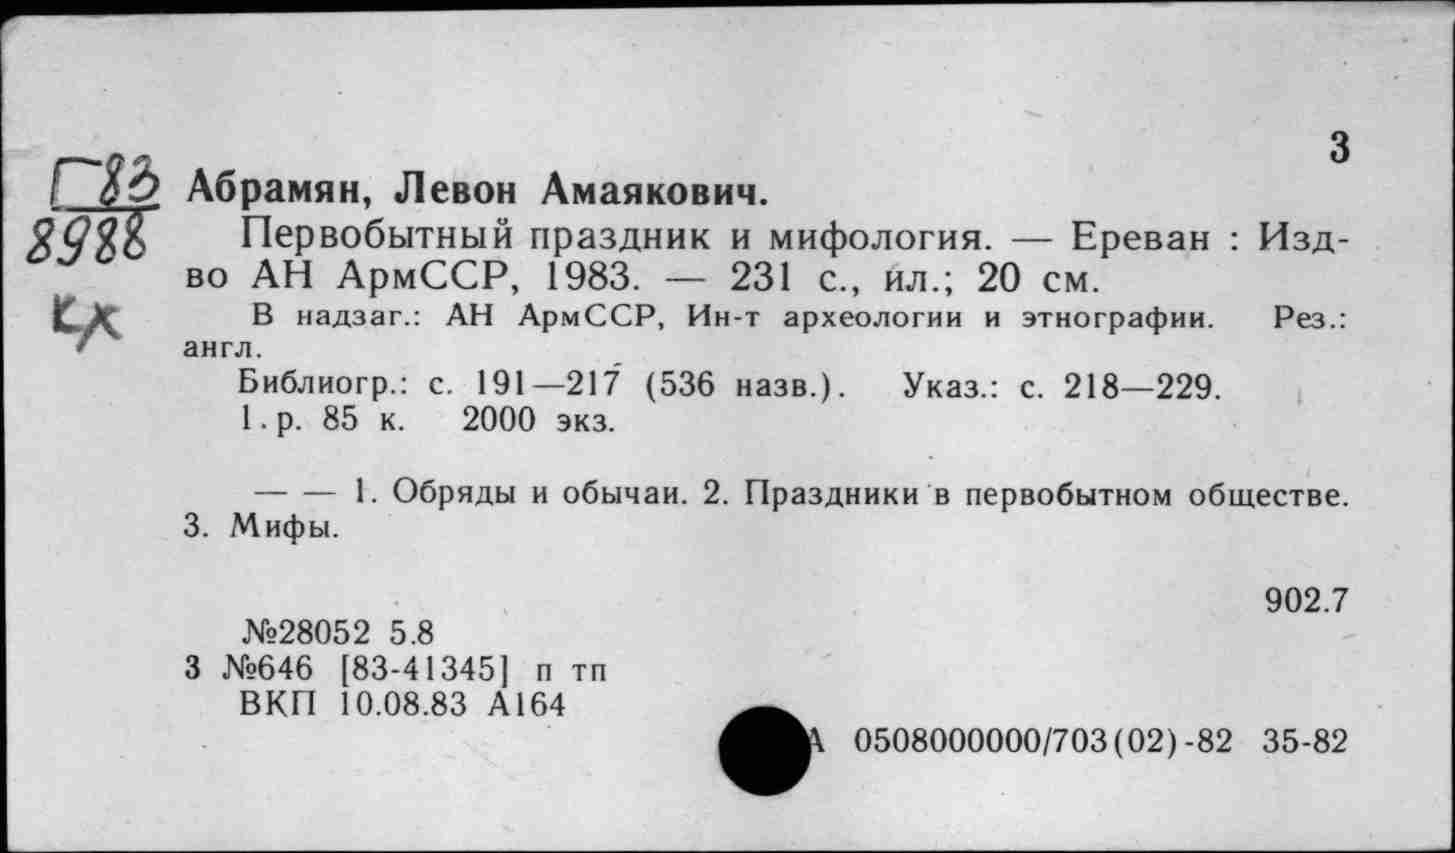 3
Абрамян, Левон Амаякович.
8988
Первобытный праздник и мифология. — Ереван : Изд-
во АН АрмССР, 1983. — 231 с., ил.; 20 см.
В надзаг.: АН АрмССР, Ин-т археологии и этнографии. Рез.:
англ.
Библиогр.: с. 191—217 (536 назв.). Указ.: с. 218—229.
1.р. 85 к. 2000 экз.
— — 1. Обряды и обычаи. 2. Праздники в первобытном обществе.
3. Мифы.
902.7
№28052 5.8
3 №646 [83-41345] п тп
ВКП 10.08.83 А164
0508000000/703(02)-82 35-82